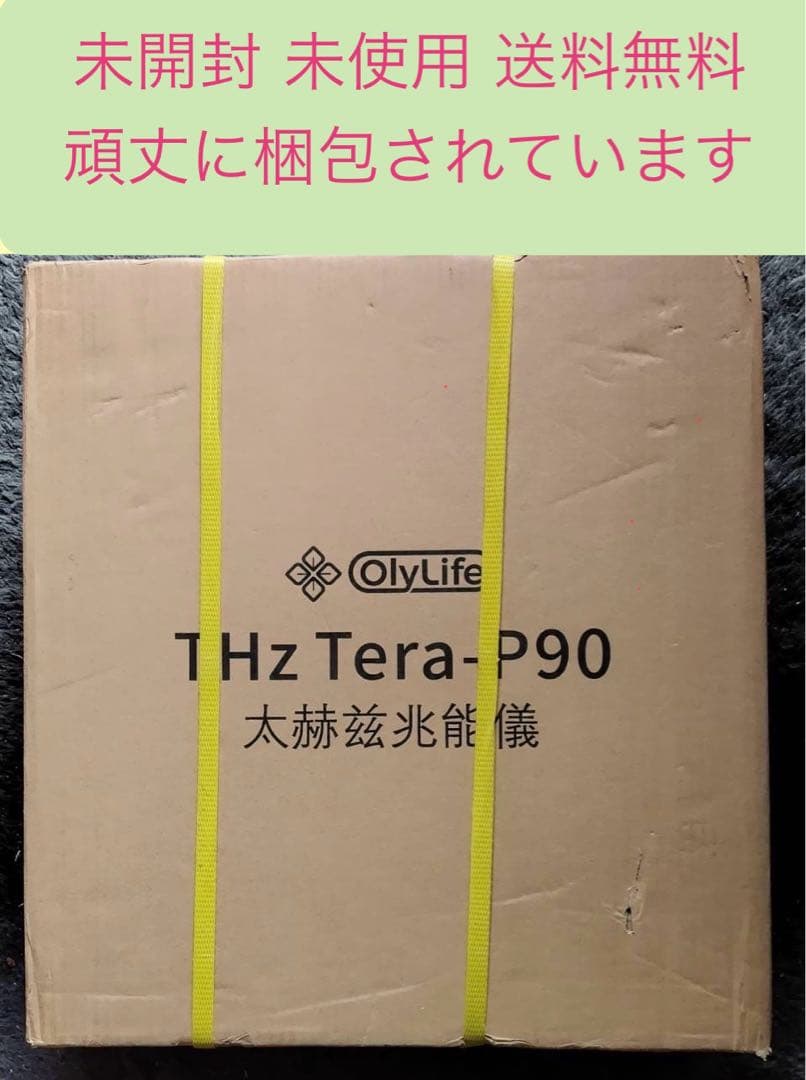 未開封 未使用 送料無料
頑丈に梱包されています
OlyLife
THz Tera-P90
太赫兹兆能儀